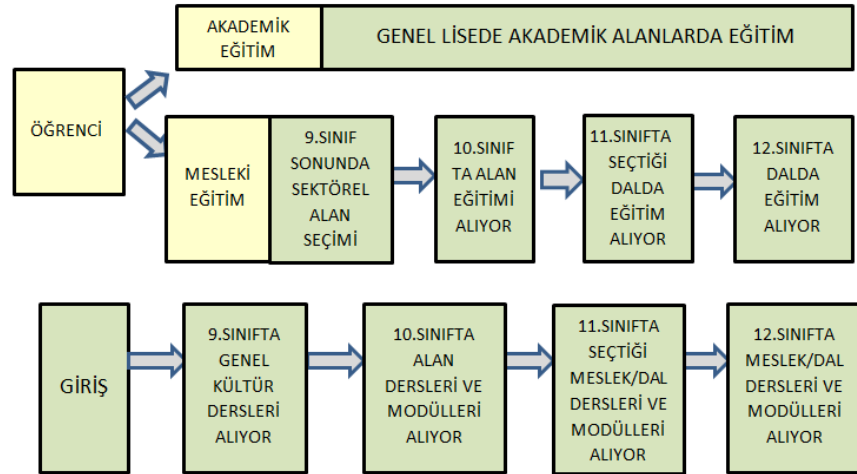 AKADEMİK
EĞİTİM
GENEL LİSEDE AKADEMİK ALANLARDA EĞİTİM
ÖĞRENCİ
MESLEKİ
EĞİTİM
9.SINIF
SONUNDA
SEKTÖREL
ALAN
SEÇİMİ
10.SINIF
TA ALAN
EĞİTİMİ
ALIYOR
11.SINIFTA
SEÇTİĞİ
DALDA
EĞİTİM
ALIYOR
12.SINIFTA
DALDA
EĞİTİM
ALIYOR
GİRİŞ
9.SINIFTA
GENEL
KÜLTÜR
DERSLERİ
ALIYOR
10.SINIFTA
ALAN
DERSLERİ VE
MODÜLLERİ
ALIYOR
11.SINIFTA
SEÇTİĞİ
MESLEK/DAL
DERSLERİ VE
MODÜLLERİ
ALIYOR
12.SINIFTA
MESLEK/DAL
DERSLERİ VE
MODÜLLERİ
ALIYOR